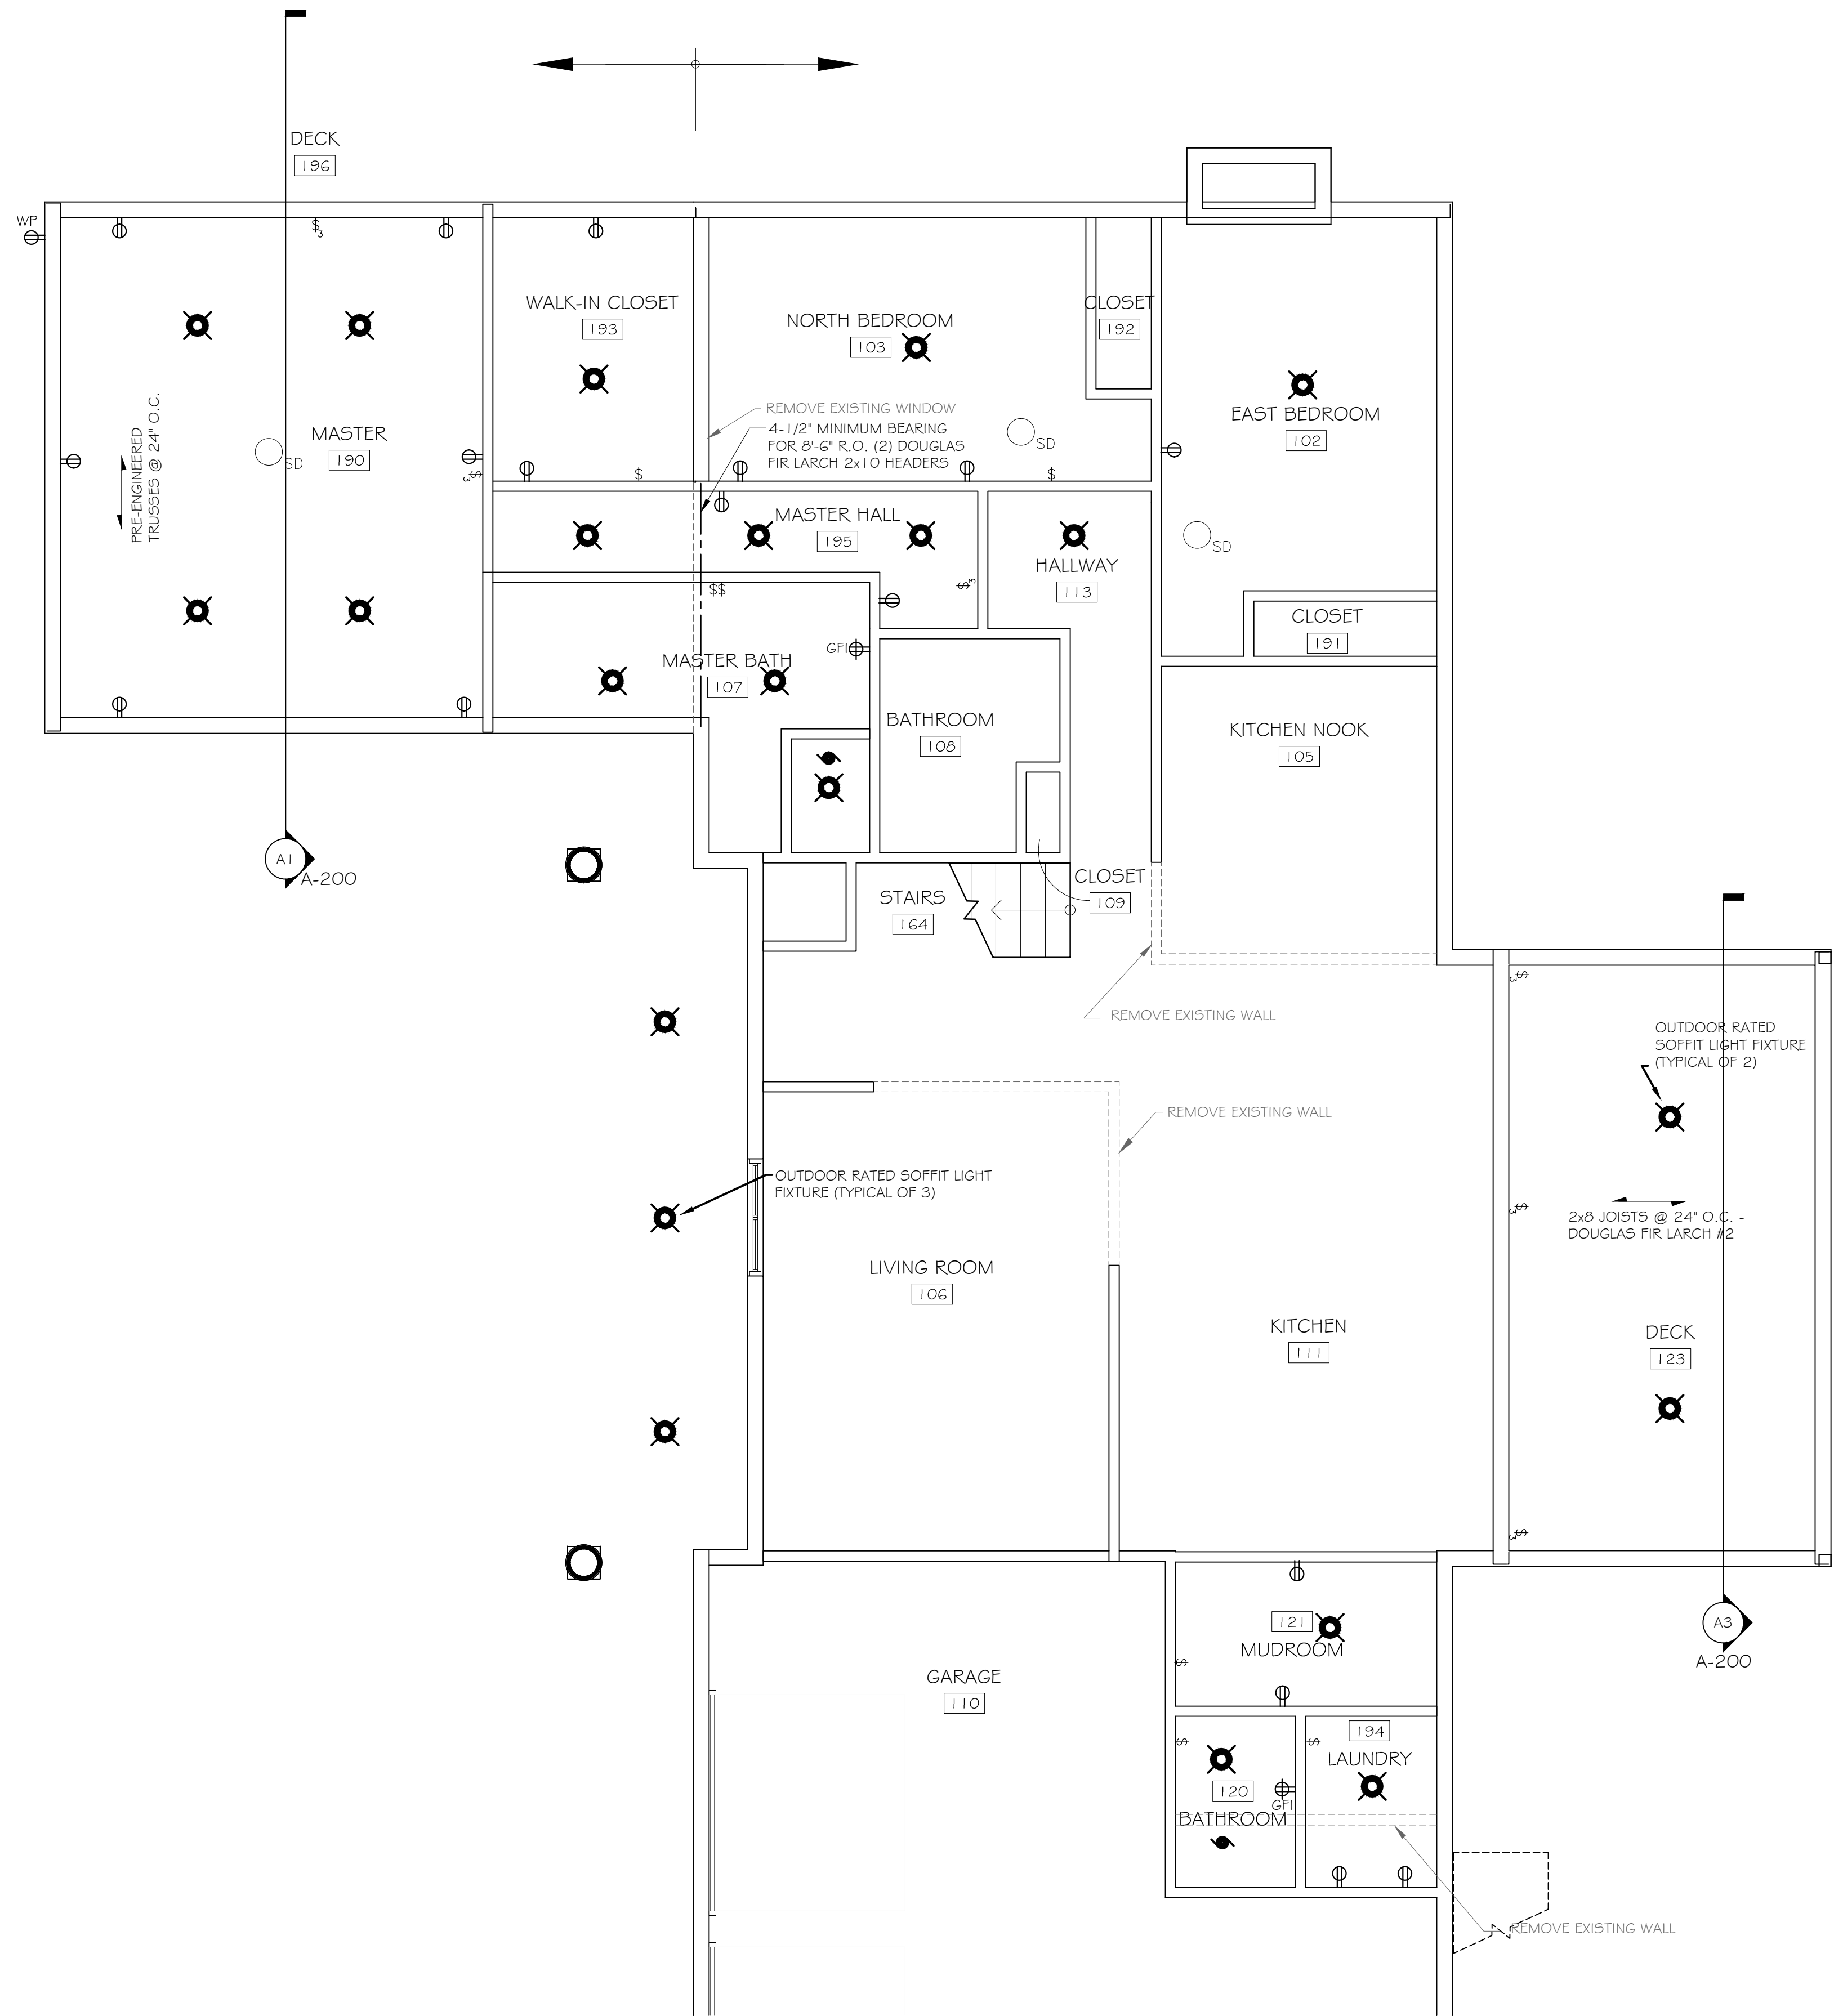 DECK
196
WP
$3
WALK-IN CLOSET
193
NORTH BEDROOM
103
CLOSET
192
EAST BEDROOM
102
REMOVE EXISTING WINDOW
4-1/2" MINIMUM BEARING
FOR 8'-6" R.O. (2) DOUGLAS
FIR LARCH 2x10 HEADERS
MASTER
190
SD
PRE-ENGINEERED
TRUSSES @ 24" O.C.
$3
$
SD
$
MASTER HALL
195
SD
HALLWAY
113
$3
$$
CLOSET
191
GFI
MASTER BATH
107
BATHROOM
108
KITCHEN NOOK
105
A1
A-200
STAIRS
164
CLOSET
109
REMOVE EXISTING WALL
$3
OUTDOOR RATED
SOFFIT LIGHT FIXTURE
(TYPICAL OF 2)
REMOVE EXISTING WALL
OUTDOOR RATED SOFFIT LIGHT
FIXTURE (TYPICAL OF 3)
$3
2x8 JOISTS @ 24" O.C. -
DOUGLAS FIR LARCH #2
LIVING ROOM
106
KITCHEN
111
DECK
123
$3
121
MUDROOM
$
A3
A-200
GARAGE
110
$
$
194
LAUNDRY
120
GFI
BATHROOM
REMOVE EXISTING WALL